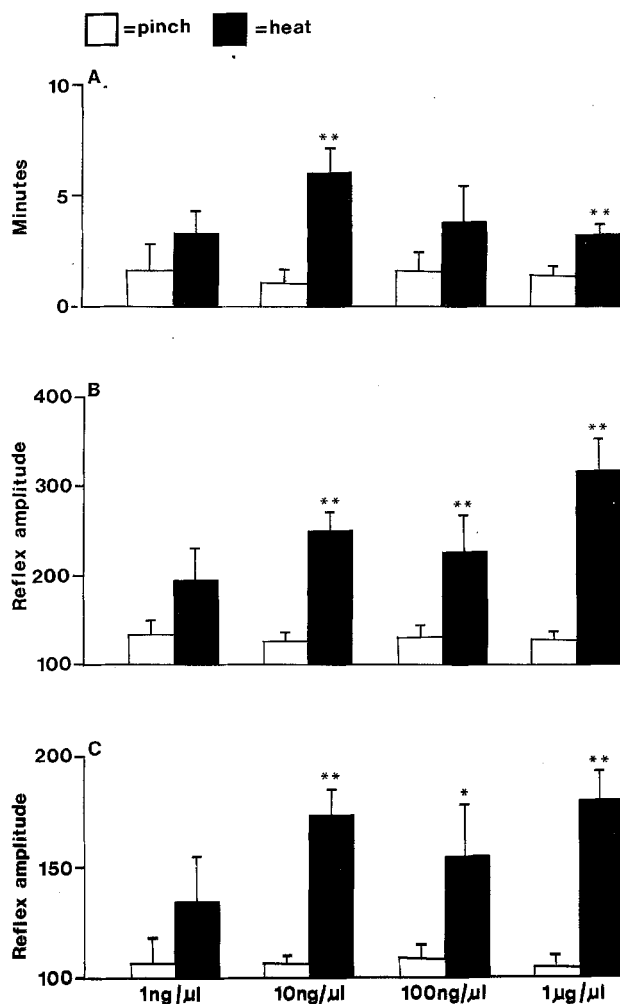 =pinch =heat
A
10
5
0
Minutes
**
**
B
400
300
200
100
Reflex amplitude
**
**
**
C
200
150
100
Reflex amplitude
**
*
**
1ng/µl 10ng/µl 100ng/µl 1µg/µl